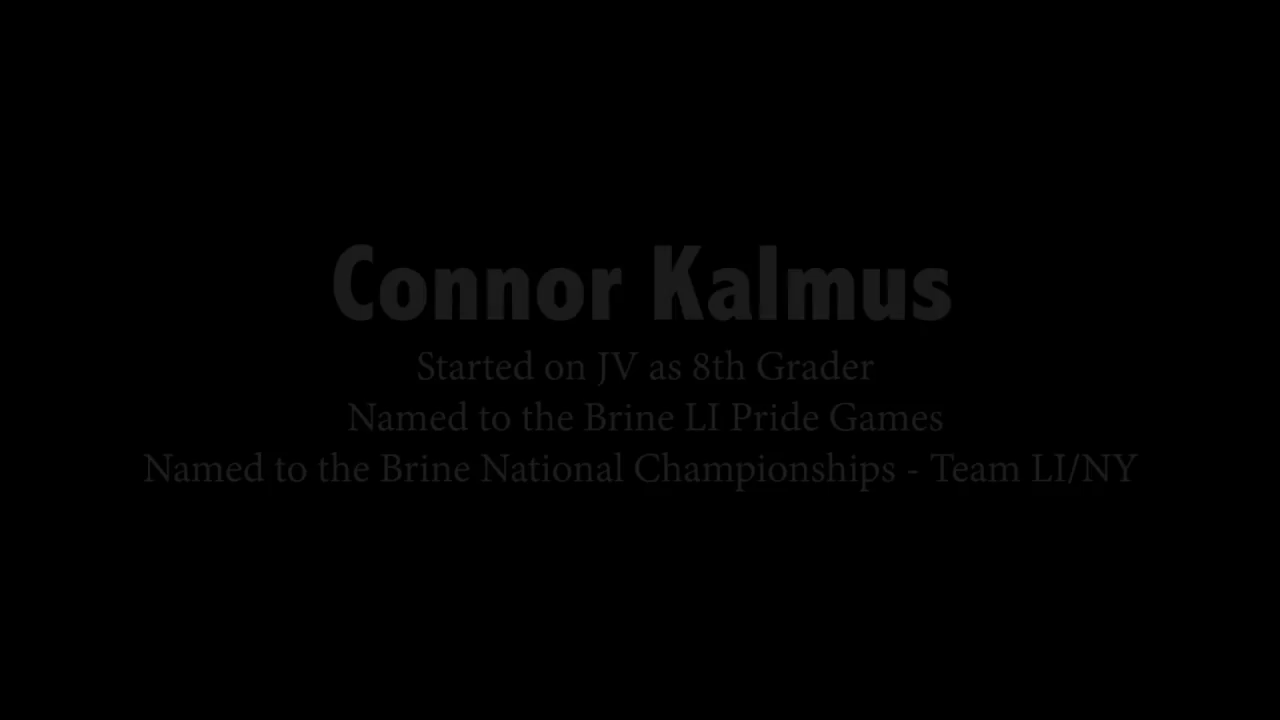 Connor Kalmus
Started on JV as 8th Grader
Named to the Brine LI Pride Games
Named to the Brine National Championships - Team LI/NY